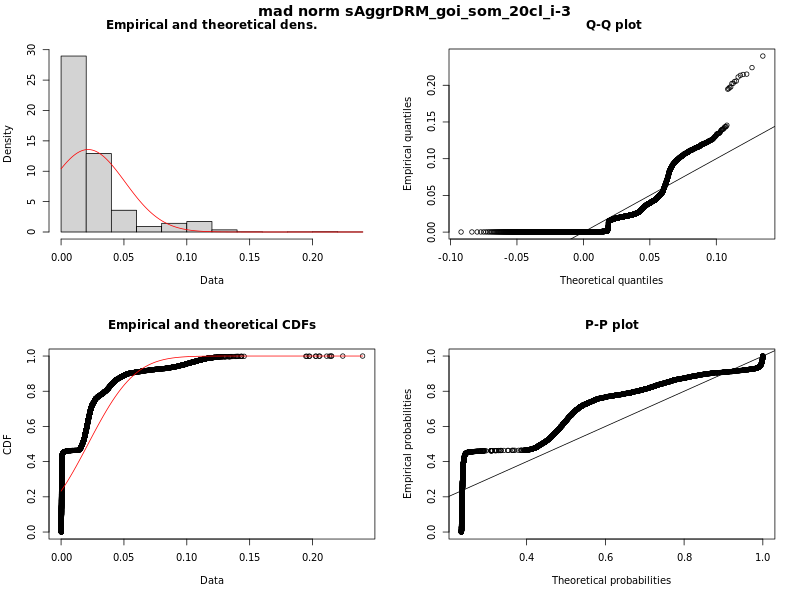 mad norm sAggrDRM_goi_som_20cl_i-3
Empirical and theoretical dens.
Density
0 5 10 15 20 25 30
0.00 0.05 0.10 0.15 0.20
Data
Q-Q plot
Empirical quantiles
0.00 0.05 0.10 0.15 0.20
-0.10 -0.05 0.00 0.05 0.10
Theoretical quantiles
Empirical and theoretical CDFs
CDF
0.0 0.2 0.4 0.6 0.8 1.0
0.00 0.05 0.10 0.15 0.20
Data
P-P plot
Empirical probabilities
0.0 0.2 0.4 0.6 0.8 1.0
0.4 0.6 0.8 1.0
Theoretical probabilities